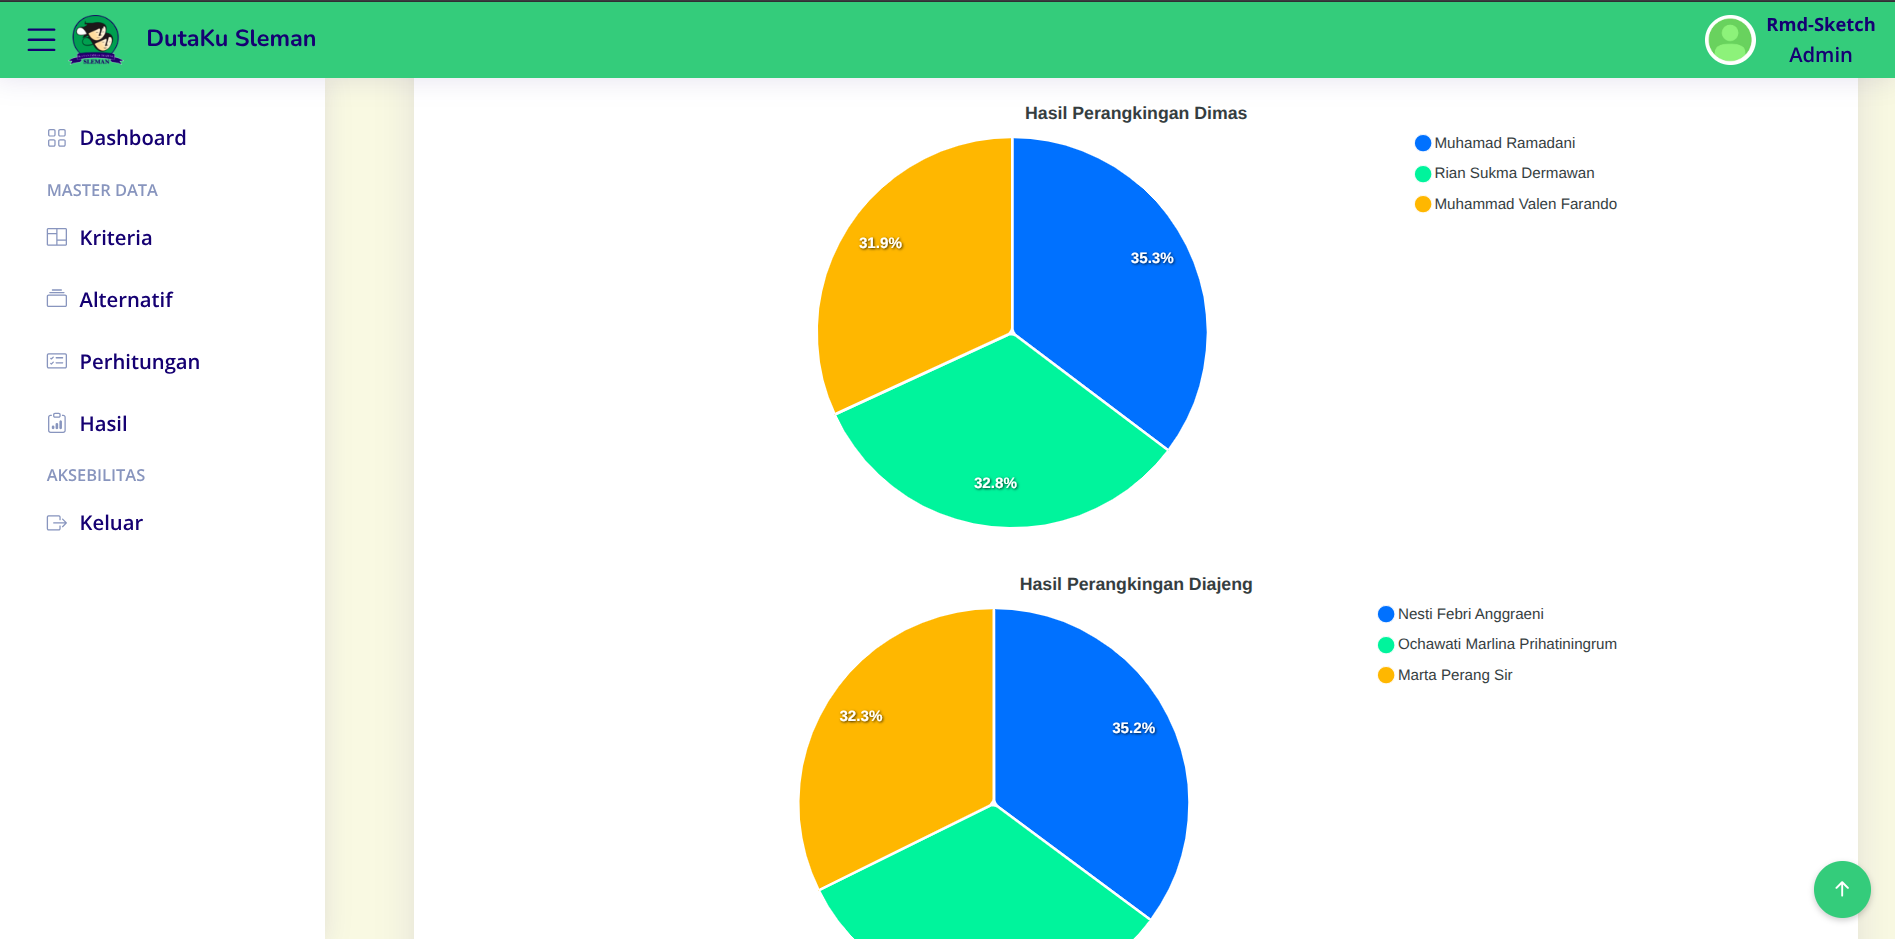 DutaKu Sleman
SLEMAN
Rmd-Sketch
Admin
Dashboard
MASTER DATA
Kriteria
Alternatif
Perhitungan
Hasil
AKSEBILITAS
Keluar
Hasil Perangkingan Dimas
Muhamad Ramadani
Rian Sukma Dermawan
Muhammad Valen Farando
31.9%
35.3%
32.8%
Hasil Perangkingan Diajeng
Nesti Febri Anggraeni
Ochawati Marlina Prihatiningrum
Marta Perang Sir
32.3%
35.2%